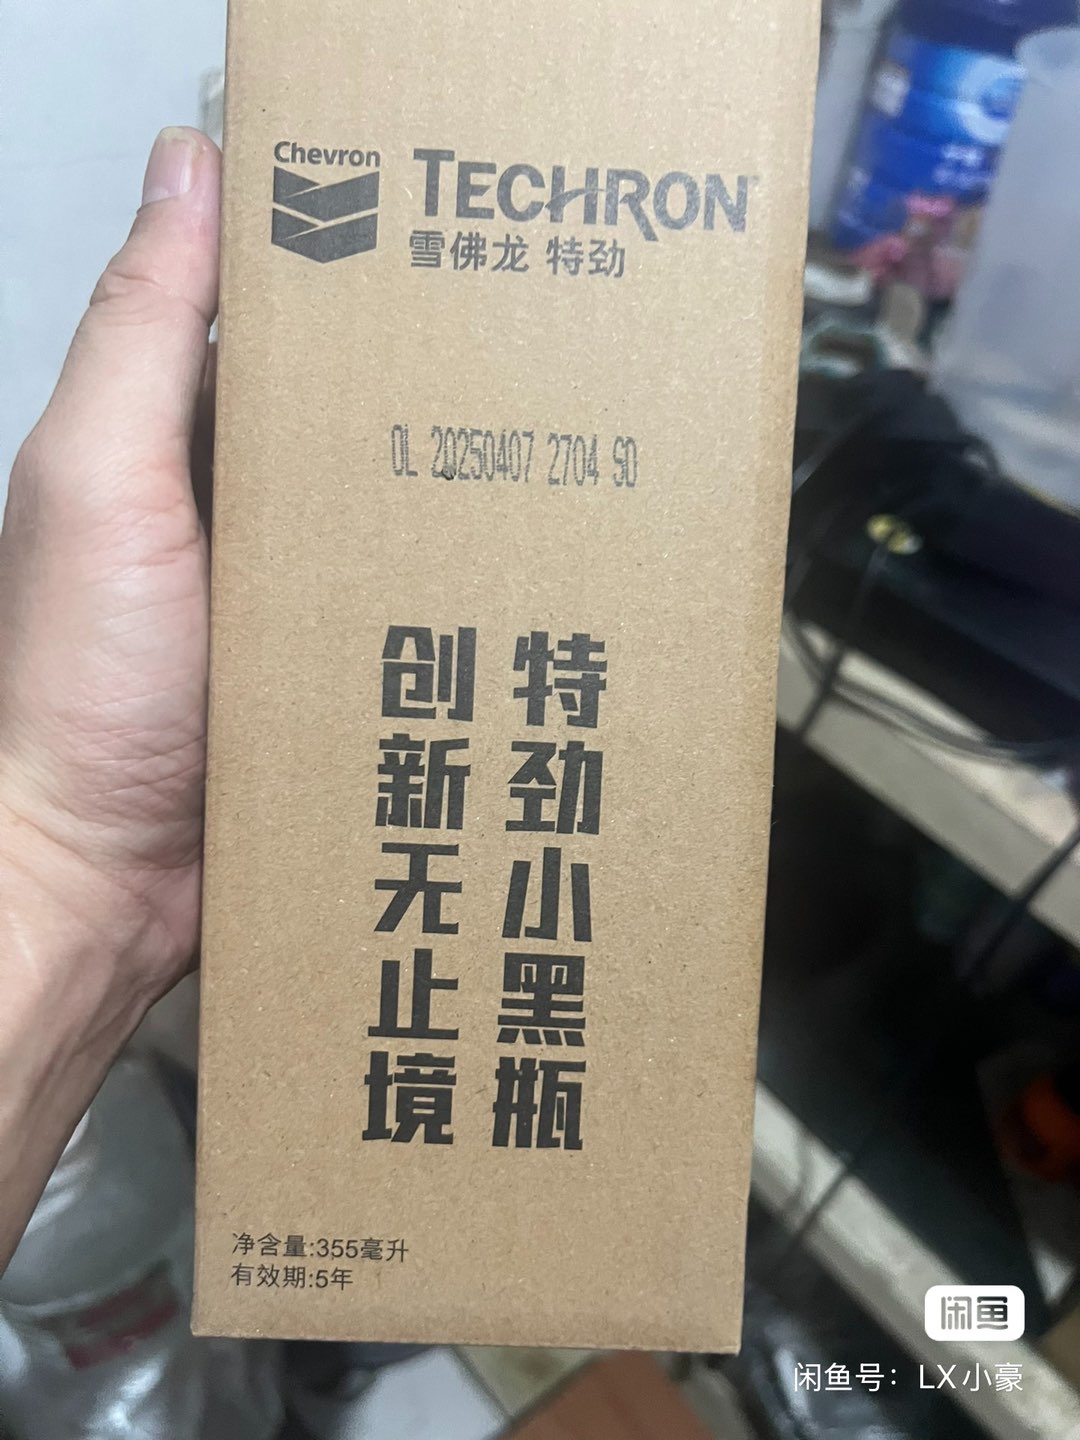 Chevron
TECHRON
雪佛龙 特劲
OL 20250407 2704 SO
特劲小黑瓶
创新无止境
净含量:355毫升
有效期:5年
闲鱼
闲鱼号：LX小豪